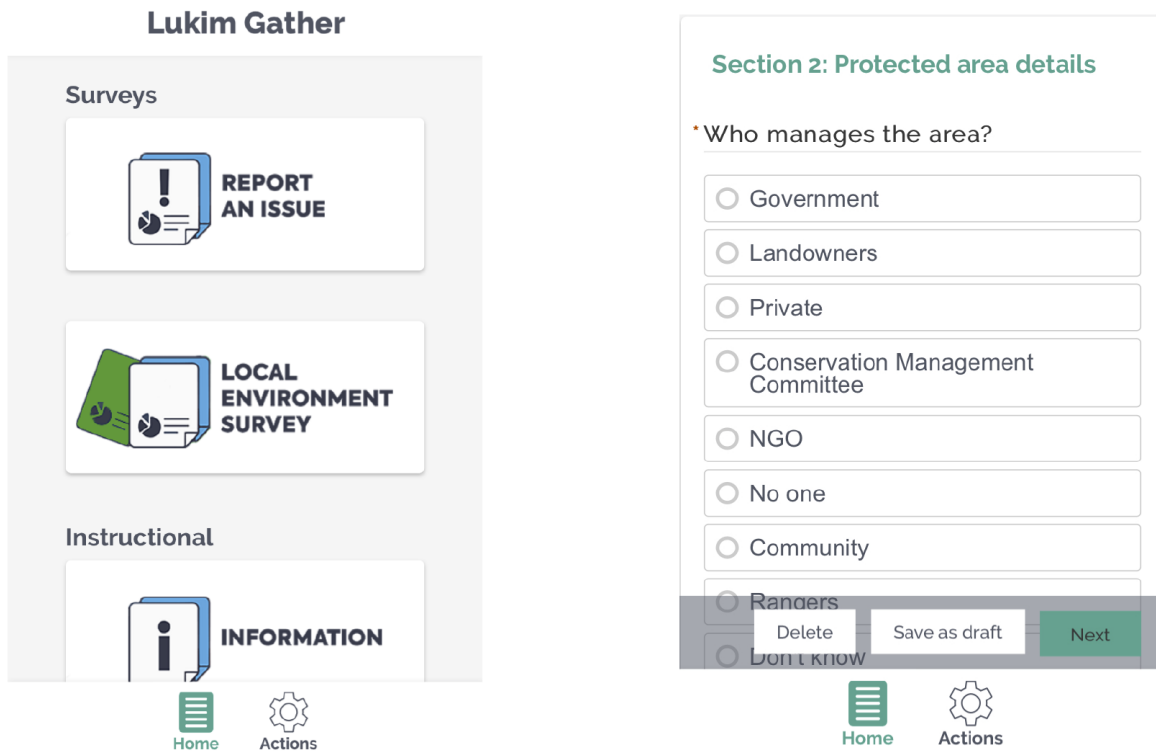 Lukim Gather
Surveys
REPORT
AN ISSUE
LOCAL
ENVIRONMENT
SURVEY
Instructional
INFORMATION
Home
Actions
Section 2: Protected area details
* Who manages the area?
Government
Landowners
Private
Conservation Management
Committee
NGO
No one
Community
Rangers
Don't know
Delete
Save as draft
Next
Home
Actions